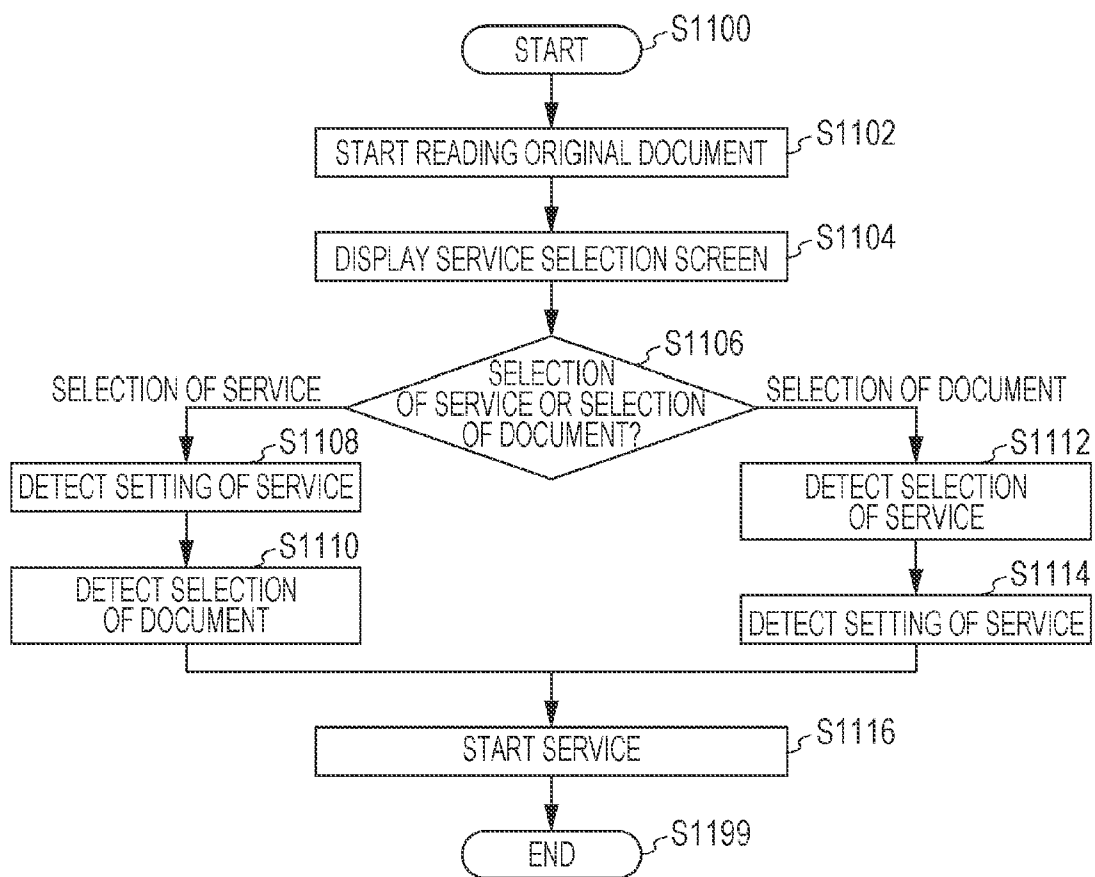 START
S1100
START READING ORIGINAL DOCUMENT
S1102
DISPLAY SERVICE SELECTION SCREEN
S1104
S1106
SELECTION
OF SERVICE OR SELECTION
OF DOCUMENT?
SELECTION OF SERVICE
SELECTION OF DOCUMENT
S1108
DETECT SETTING OF SERVICE
S1110
DETECT SELECTION
OF DOCUMENT
S1112
DETECT SELECTION
OF SERVICE
S1114
DETECT SETTING OF SERVICE
START SERVICE
S1116
END
S1199